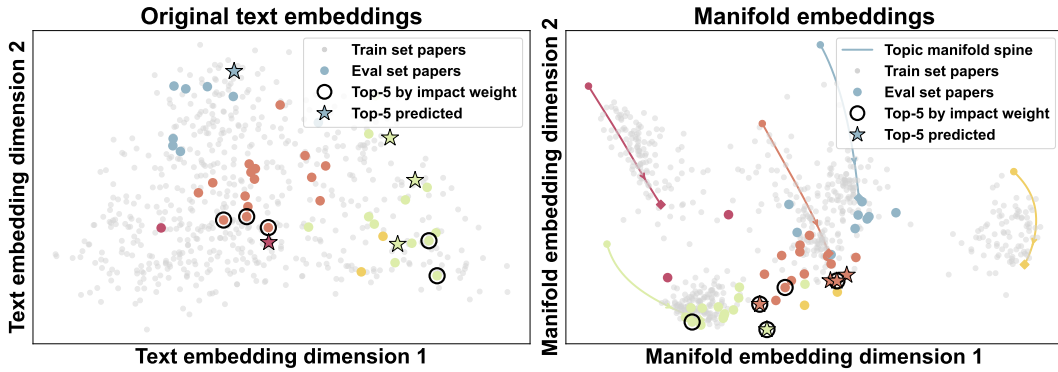 Original text embeddings
Text embedding dimension 2
Train set papers
Eval set papers
Top-5 by impact weight
Top-5 predicted
Text embedding dimension 1
Manifold embeddings
Manifold embedding dimension 2
Topic manifold spine
Train set papers
Eval set papers
Top-5 by impact weight
Top-5 predicted
Manifold embedding dimension 1